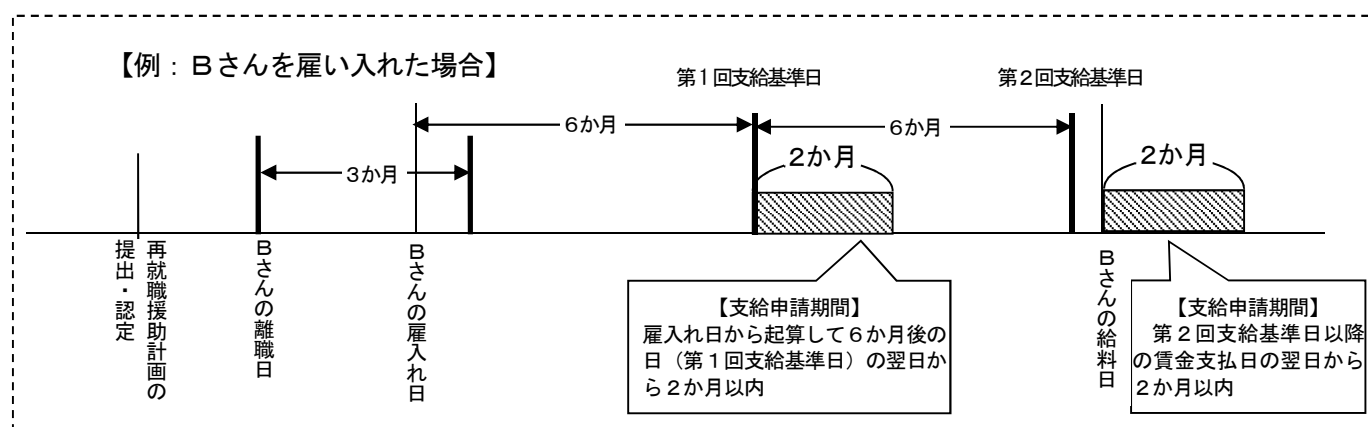 【例：Ｂさんを雇い入れた場合】
第１回支給基準日
第２回支給基準日
６か月
６か月
３か月
２か月
２か月
再就職援助計画の
提出・認定
Ｂさんの離職日
Ｂさんの雇入れ日
Ｂさんの給料日
【支給申請期間】
雇入れ日から起算して６か月後の
日（第１回支給基準日）の翌日か
ら２か月以内
【支給申請期間】
第２回支給基準日以降
の賃金支払日の翌日から
２か月以内